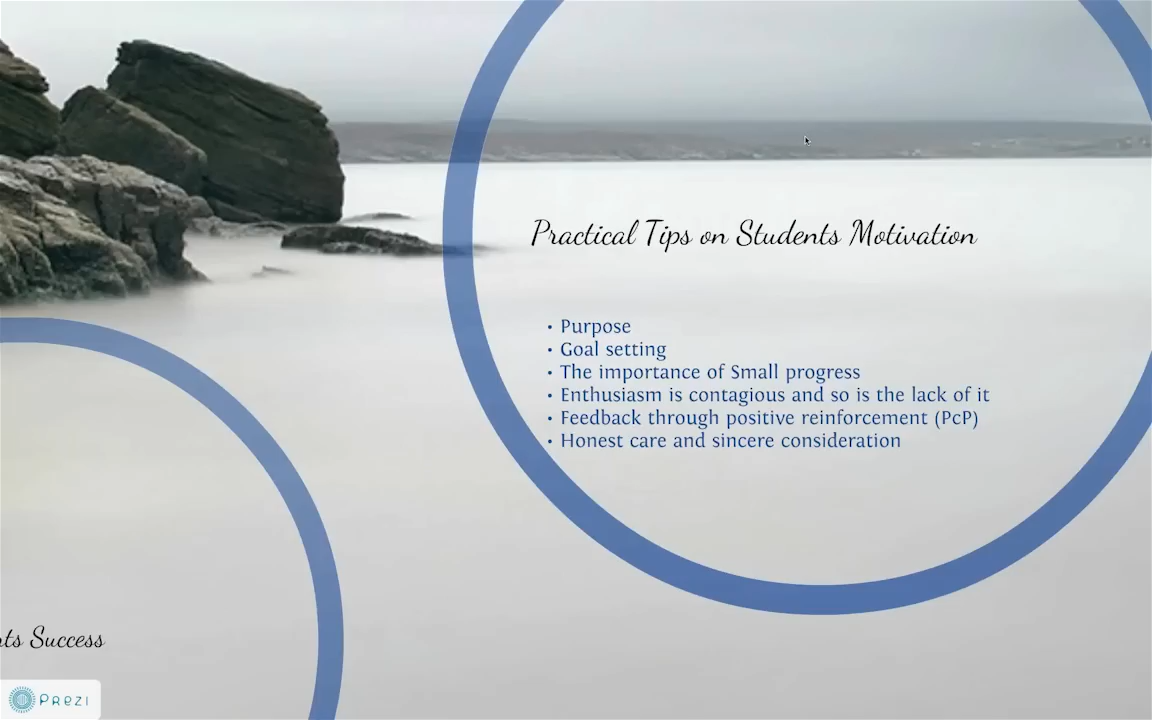 Practical Tips on Students Motivation
• Purpose
• Goal setting
• The importance of Small progress
• Enthusiasm is contagious and so is the lack of it
• Feedback through positive reinforcement (PcP)
• Honest care and sincere consideration
nts Success
Prezi